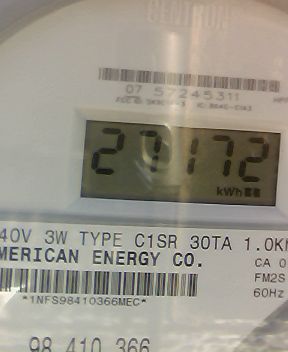 CENTRON
07 57245311
27172
kWh
40V 3W TYPE C1SR 30TA 1.0K
MERICAN ENERGY CO.
CA 0
FM2S
60Hz
*1NFS98410366MEC*
98 410 366